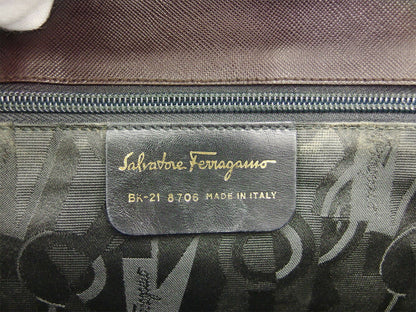 Salvatore Ferragamo
BK-21 8706 MADE IN ITALY